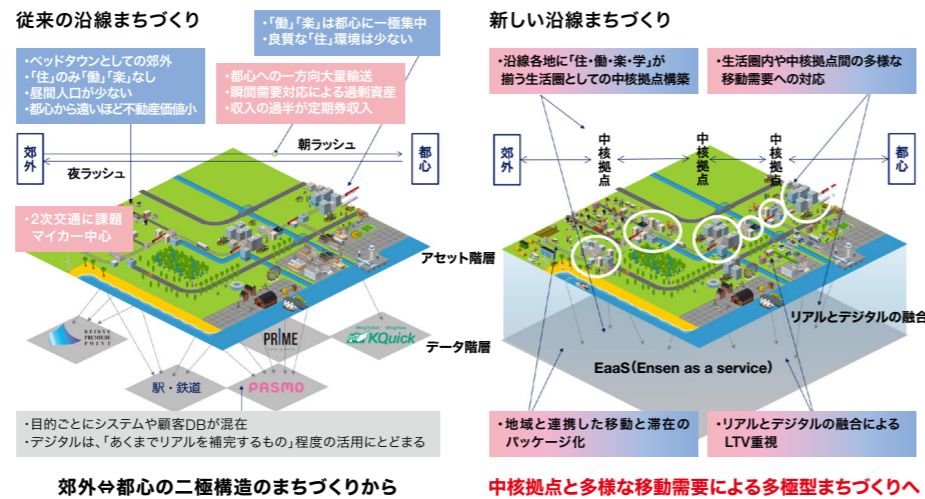 従来の沿線まちづくり
・「働」「楽」は都心に一極集中
・良質な「住」環境は少ない
・ベッドタウンとしての郊外
・「住」のみ「働」「楽」なし
・昼間人口が少ない
・都心から遠いほど不動産価値小
・都心への一方向大量輸送
・瞬間需要対応による過剰資産
・収入の過半が定期券収入
郊外
朝ラッシュ
都心
夜ラッシュ
・2次交通に課題
マイカー中心
アセット階層
KEIKYU
PREMIERE
POINT
PRIME
KQuick
データ階層
駅・鉄道
PASMO
・目的ごとにシステムや顧客DBが混在
・デジタルは、「あくまでリアルを補完するもの」程度の活用にとどまる
郊外⇔都心の二極構造のまちづくりから
新しい沿線まちづくり
・沿線各地に「住・働・楽・学」が
揃う生活圏としての中核拠点構築
・生活圏内や中核拠点間の多様な
移動需要への対応
郊外
中核拠点
中核拠点
中核拠点
都心
リアルとデジタルの融合
EaaS(Ensen as a service)
・地域と連携した移動と滞在の
パッケージ化
・リアルとデジタルの融合による
LTV重視
中核拠点と多様な移動需要による多極型まちづくりへ